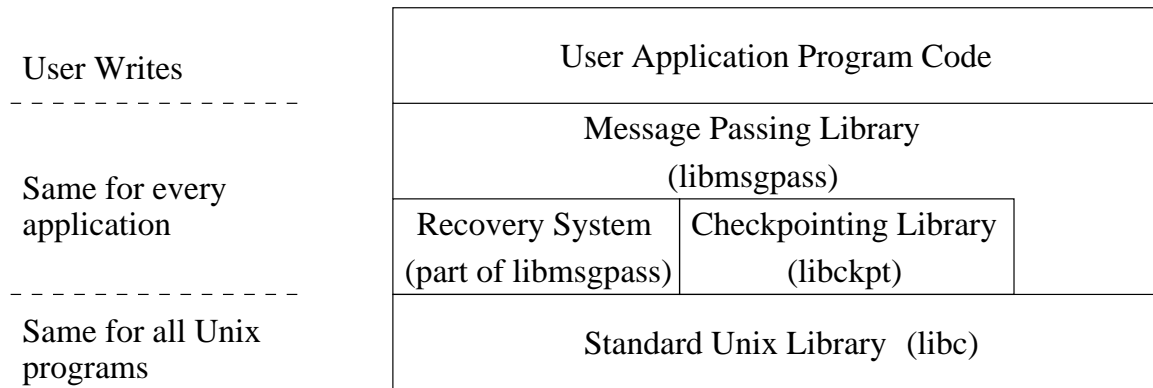 User Writes
User Application Program Code
Same for every
application
Message Passing Library
(libmsgpass)
Recovery System
(part of libmsgpass)
Checkpointing Library
(libckpt)
Same for all Unix
programs
Standard Unix Library (libc)